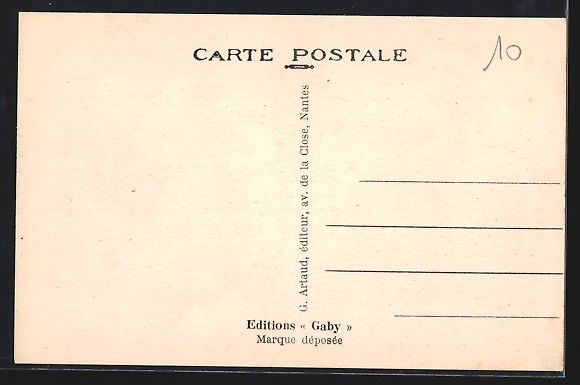 CARTE POSTALE
10
G. Artaud, éditeur, av. de la Close, Nantes
Editions « Gaby »
Marque déposée